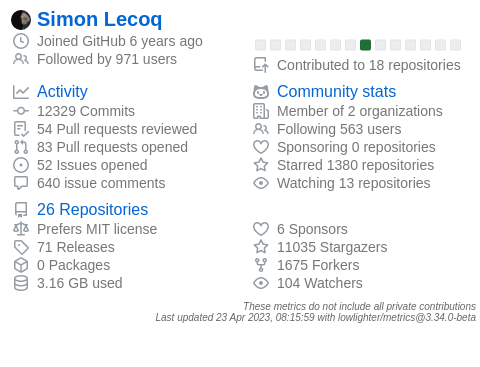 Simon Lecoq
Joined GitHub 6 years ago
Followed by 971 users
Contributed to 18 repositories
Activity
12329 Commits
54 Pull requests reviewed
83 Pull requests opened
52 Issues opened
640 issue comments
Community stats
Member of 2 organizations
Following 563 users
Sponsoring 0 repositories
Starred 1380 repositories
Watching 13 repositories
26 Repositories
Prefers MIT license
71 Releases
0 Packages
3.16 GB used
6 Sponsors
11035 Stargazers
1675 Forkers
104 Watchers
These metrics do not include all private contributions
Last updated 23 Apr 2023, 08:15:59 with lowlighter/metrics@3.34.0-beta